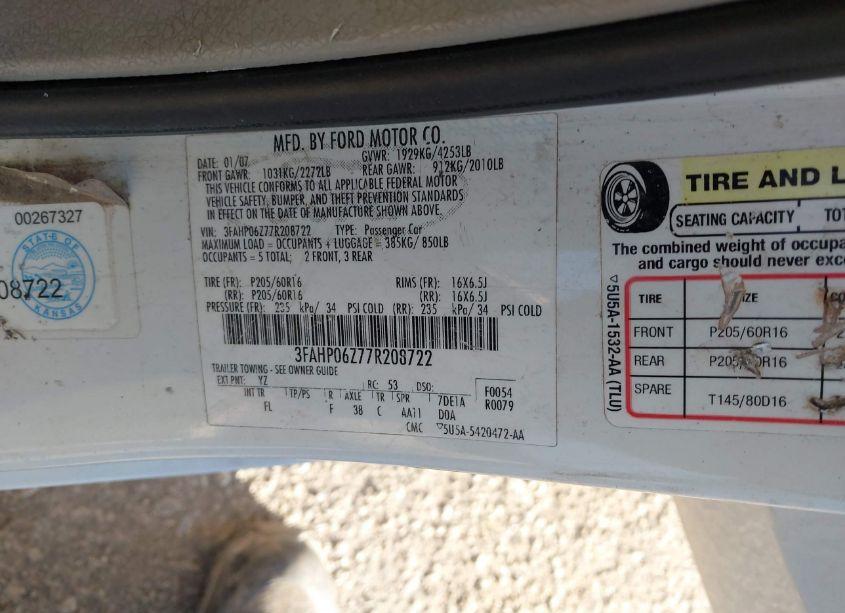 MFD. BY FORD MOTOR CO.
DATE: 01/07 GVWR: 1929KG/4253LB
FRONT GAWR: 1031KG/2272LB REAR GAWR: 912KG/2010LB
THIS VEHICLE CONFORMS TO ALL APPLICABLE FEDERAL MOTOR
VEHICLE SAFETY, BUMPER, AND THEFT PREVENTION STANDARDS
IN EFFECT ON THE DATE OF MANUFACTURE SHOWN ABOVE.
VIN: 3FAHP06Z77R208722 TYPE: Passenger Car
MAXIMUM LOAD = OCCUPANTS + LUGGAGE = 385KG/ 850LB
OCCUPANTS = 5 TOTAL; 2 FRONT, 3 REAR
TIRE (FR): P205/60R16 RIMS (FR): 16X6.5J
(RR): P205/60R16 (RR): 16X6.5J
PRESSURE (FR): 235 kPa/ 34 PSI COLD (RR): 235 kPa/ 34 PSI COLD
3FAHP06Z77R208722
TRAILER TOWING - SEE OWNER GUIDE
EXT PNT: YZ RC: 53 DSO: F0054
INT TR TP/PS R AXLE TR SPR 7DE1A R0079
FL F 38 C AA11 D0A
CMC ▽5U5A-5420472-AA
00267327
08722
STATE OF
KANSAS
TIRE AND L
SEATING CAPACITY TOT
The combined weight of occupa
and cargo should never exce
TIRE
FRONT P205/60R16
REAR
SPARE T145/80D16
▽5U5A-1532-AA (TLU)